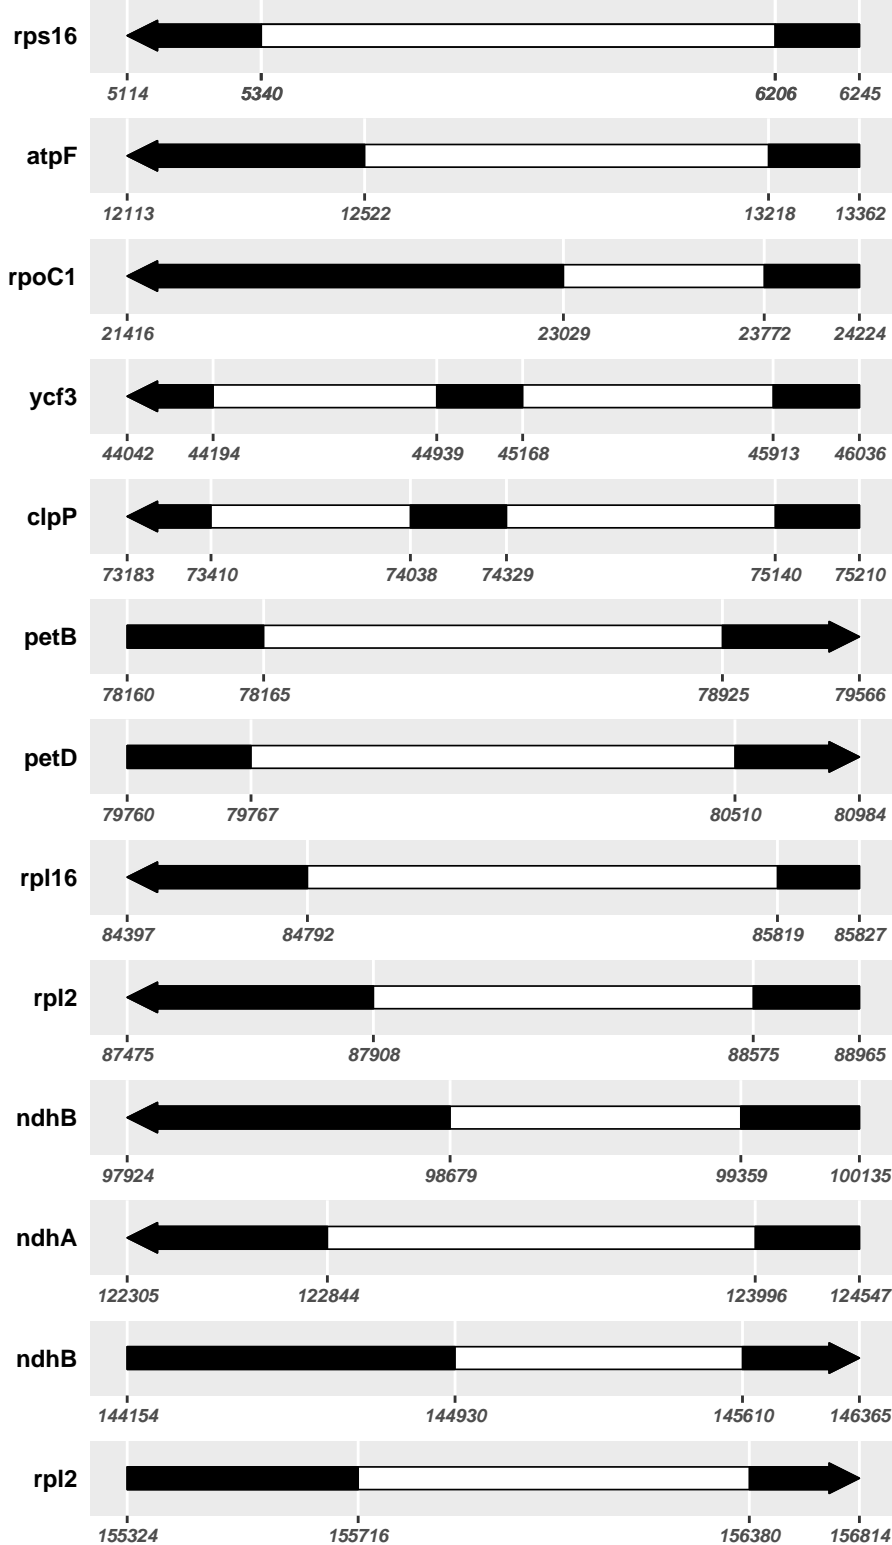 rps16
5114 5340 6206 6245
atpF
12113 12522 13218 13362
rpoC1
21416 23029 23772 24224
ycf3
44042 44194 44939 45168 45913 46036
clpP
73183 73410 74038 74329 75140 75210
petB
78160 78165 78925 79566
petD
79760 79767 80510 80984
rpl16
84397 84792 85819 85827
rpl2
87475 87908 88575 88965
ndhB
97924 98679 99359 100135
ndhA
122305 122844 123996 124547
ndhB
144154 144930 145610 146365
rpl2
155324 155716 156380 156814